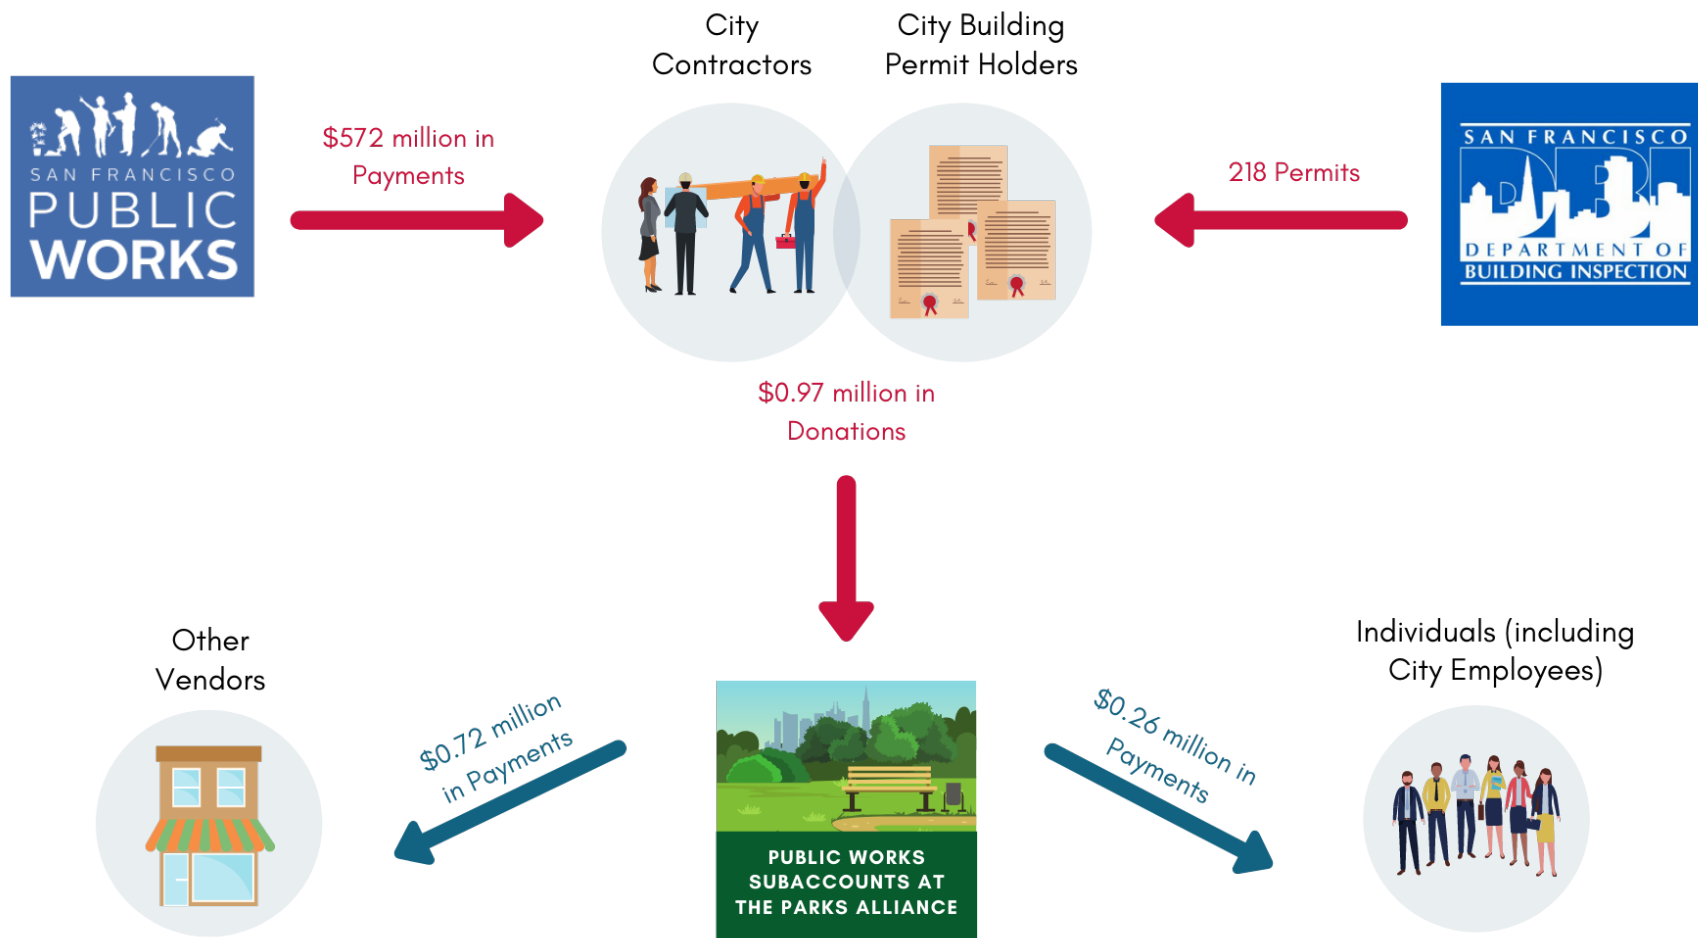 City
Contractors
City Building
Permit Holders
SAN FRANCISCO
PUBLIC
WORKS
$572 million in
Payments
218 Permits
SAN FRANCISCO
DBI
DEPARTMENT OF
BUILDING INSPECTION
$0.97 million in
Donations
Other
Vendors
$0.72 million
in Payments
PUBLIC WORKS
SUBACCOUNTS AT
THE PARKS ALLIANCE
$0.26 million in
Payments
Individuals (including
City Employees)